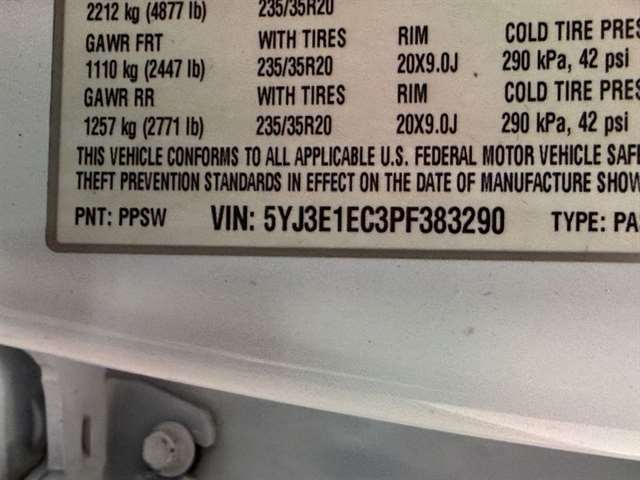 2212 kg (4877 lb) 235/35R20
GAWR FRT WITH TIRES RIM COLD TIRE PRES
1110 kg (2447 lb) 235/35R20 20X9.0J 290 kPa, 42 psi
GAWR RR WITH TIRES RIM COLD TIRE PRES
1257 kg (2771 lb) 235/35R20 20X9.0J 290 kPa, 42 psi
THIS VEHICLE CONFORMS TO ALL APPLICABLE U.S. FEDERAL MOTOR VEHICLE SAF
THEFT PREVENTION STANDARDS IN EFFECT ON THE DATE OF MANUFACTURE SHOW
PNT: PPSW VIN: 5YJ3E1EC3PF383290 TYPE: PA